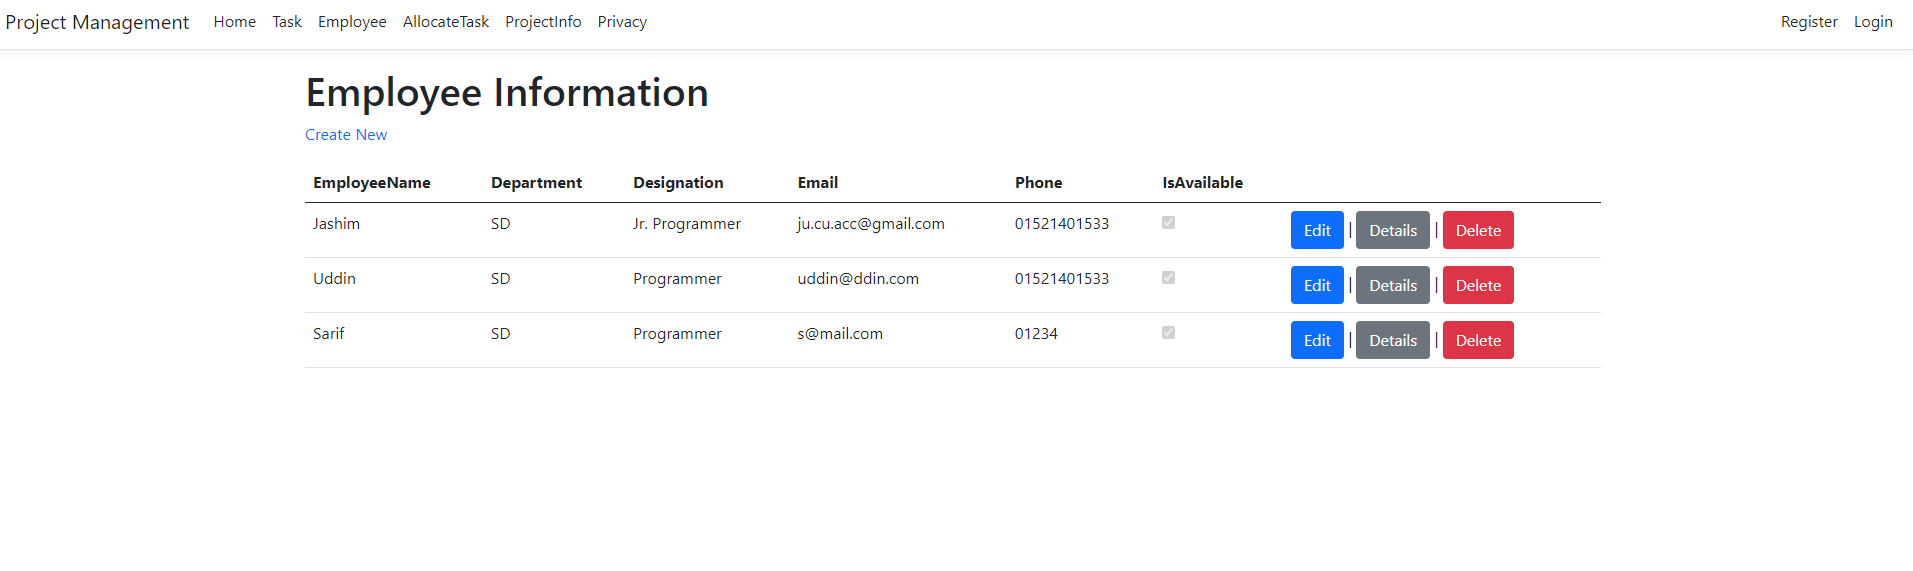 Project Management Home Task Employee AllocateTask ProjectInfo Privacy Register Login
Employee Information
Create New
EmployeeName Department Designation Email Phone IsAvailable
Jashim SD Jr. Programmer ju.cu.acc@gmail.com 01521401533 Edit | Details | Delete
Uddin SD Programmer uddin@ddin.com 01521401533 Edit | Details | Delete
Sarif SD Programmer s@mail.com 01234 Edit | Details | Delete